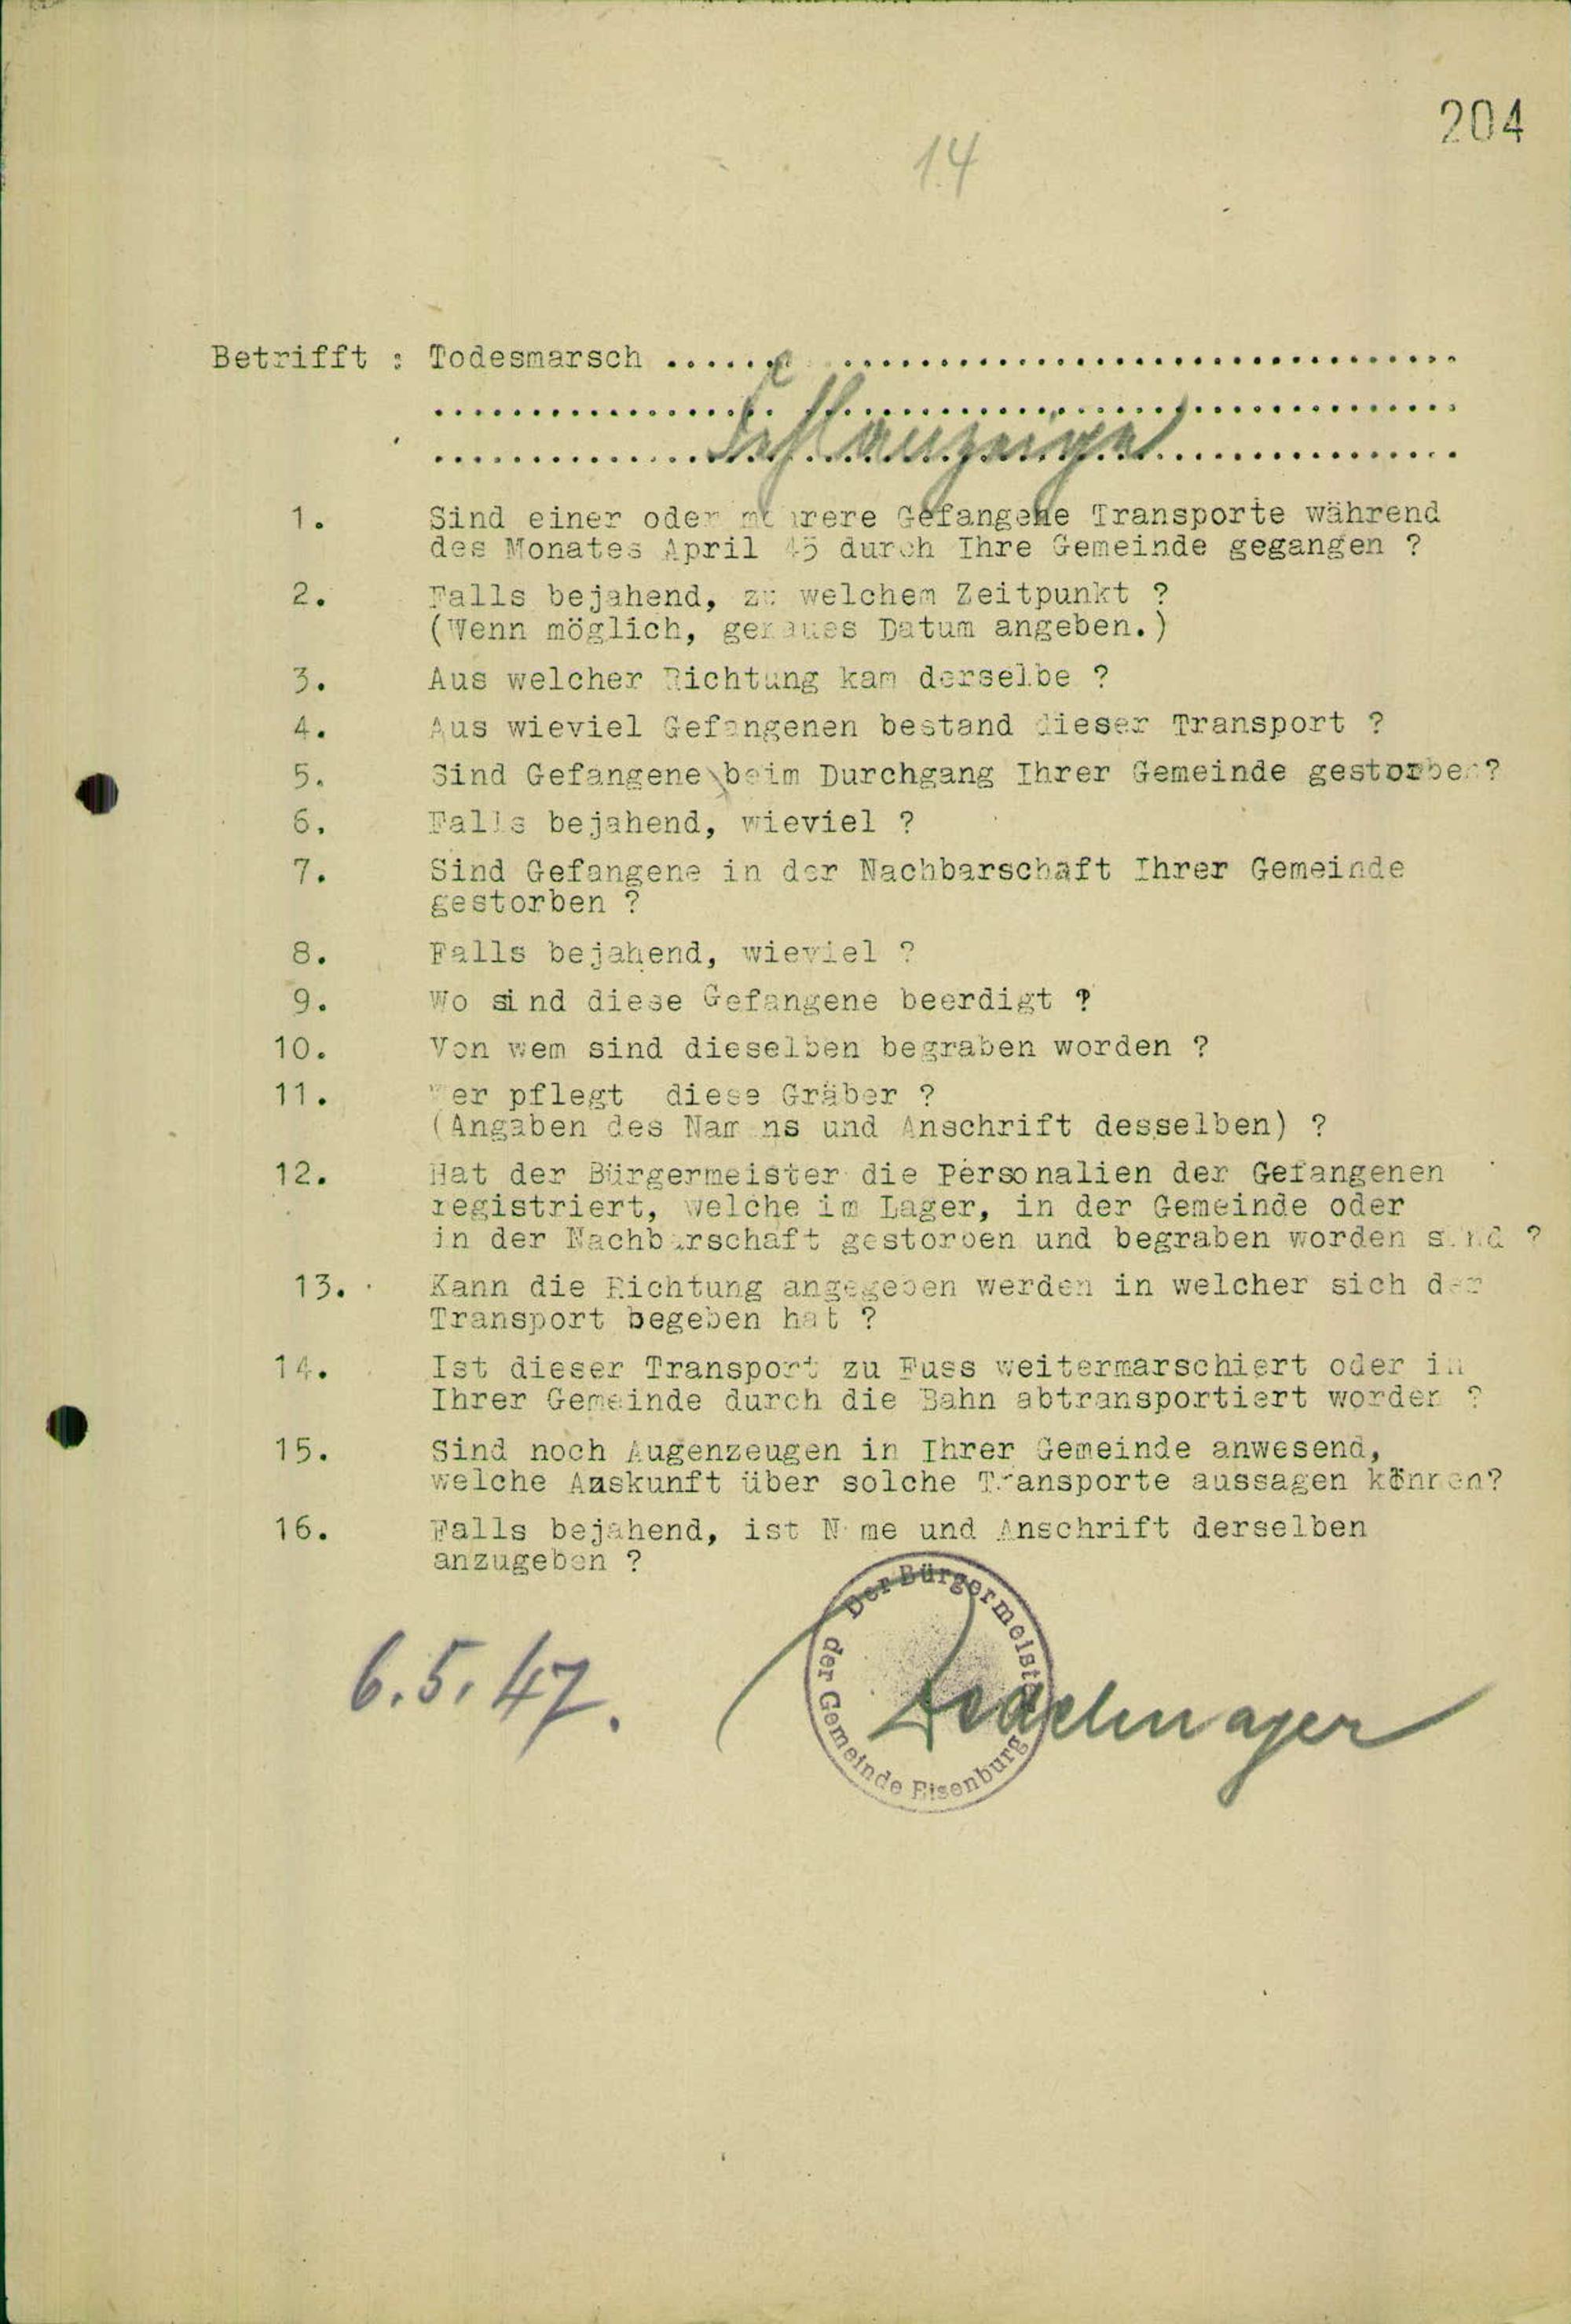 204
14
Betrifft : Todesmarsch ......................................
..................................................
Fehlanzeige!
1. Sind einer oder mehrere Gefangene Transporte während
des Monates April 45 durch Ihre Gemeinde gegangen ?
2. Falls bejahend, zu welchem Zeitpunkt ?
(Wenn möglich, genaues Datum angeben.)
3. Aus welcher Richtung kam derselbe ?
4. Aus wieviel Gefangenen bestand dieser Transport ?
5. Sind Gefangene beim Durchgang Ihrer Gemeinde gestorben?
6. Falls bejahend, wieviel ?
7. Sind Gefangene in der Nachbarschaft Ihrer Gemeinde
gestorben ?
8. Falls bejahend, wieviel ?
9. Wo sind diese Gefangene beerdigt ?
10. Von wem sind dieselben begraben worden ?
11. Wer pflegt diese Gräber ?
(Angaben des Namens und Anschrift desselben) ?
12. Hat der Bürgermeister die Personalien der Gefangenen
registriert, welche im Lager, in der Gemeinde oder
in der Nachbarschaft gestorben und begraben worden sind ?
13. Kann die Richtung angegeben werden in welcher sich der
Transport begeben hat ?
14. Ist dieser Transport zu Fuss weitermarschiert oder in
Ihrer Gemeinde durch die Bahn abtransportiert worden ?
15. Sind noch Augenzeugen in Ihrer Gemeinde anwesend,
welche Auskunft über solche Transporte aussagen können?
16. Falls bejahend, ist Name und Anschrift derselben
anzugeben ?
Der Bürgermeister
der Gemeinde Eisenburg
6.5.47.